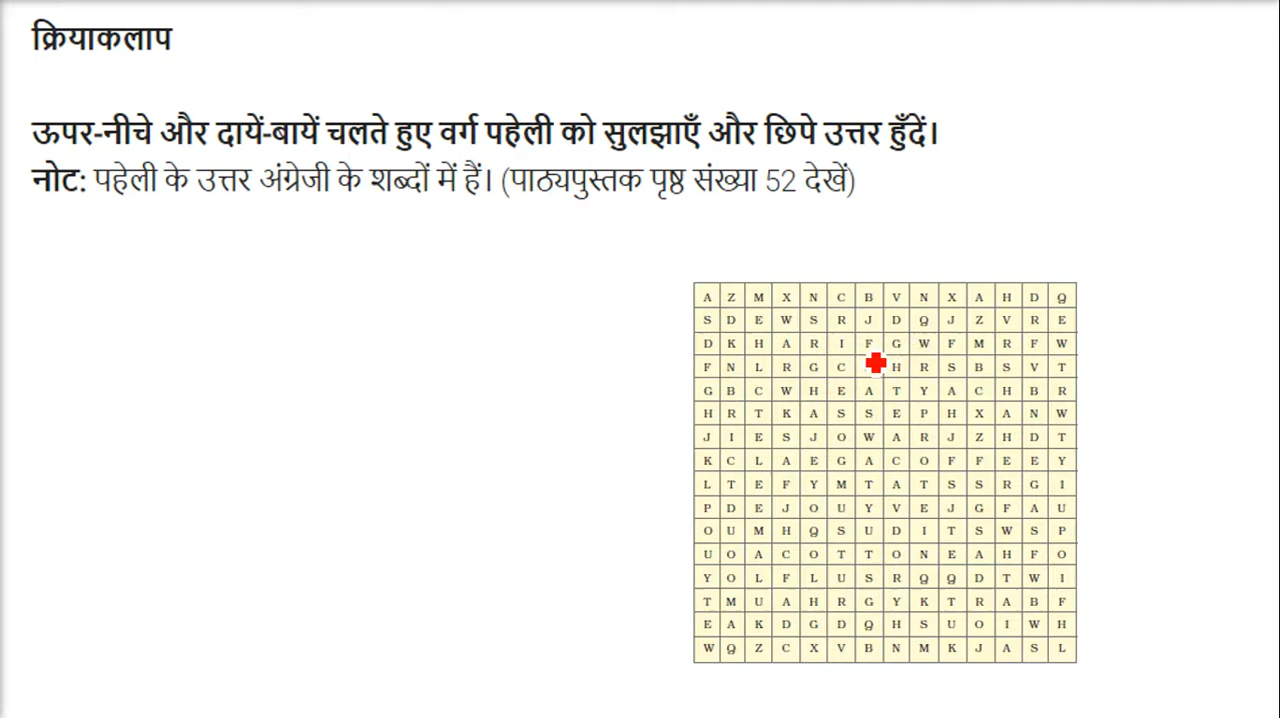 क्रियाकलाप
ऊपर-नीचे और दायें-बायें चलते हुए वर्ग पहेली को सुलझाएँ और छिपे उत्तर हुँदें।
नोट: पहेली के उत्तर अंग्रेजी के शब्दों में हैं। (पाठ्यपुस्तक पृष्ठ संख्या 52 देखें)
A Z M X N C B V N X A H D Q
S D E W S R J D Q J Z V R E
D K H A R I F G W F M R F W
F N L R G C H R S B S V T
G B C W H E A T Y A C H B R
H R T K A S S E P H X A N W
J I E S J O W A R J Z H D T
K C L A E G A C O F F E E Y
L T E F Y M T A T S S R G I
P D E J O U Y V E J G F A U
O U M H Q S U D I T S W S P
U O A C O T T O N E A H F O
Y O L F L U S R Q Q D T W I
T M U A H R G Y K T R A B F
E A K D G D Q H S U O I W H
W Q Z C X V B N M K J A S L